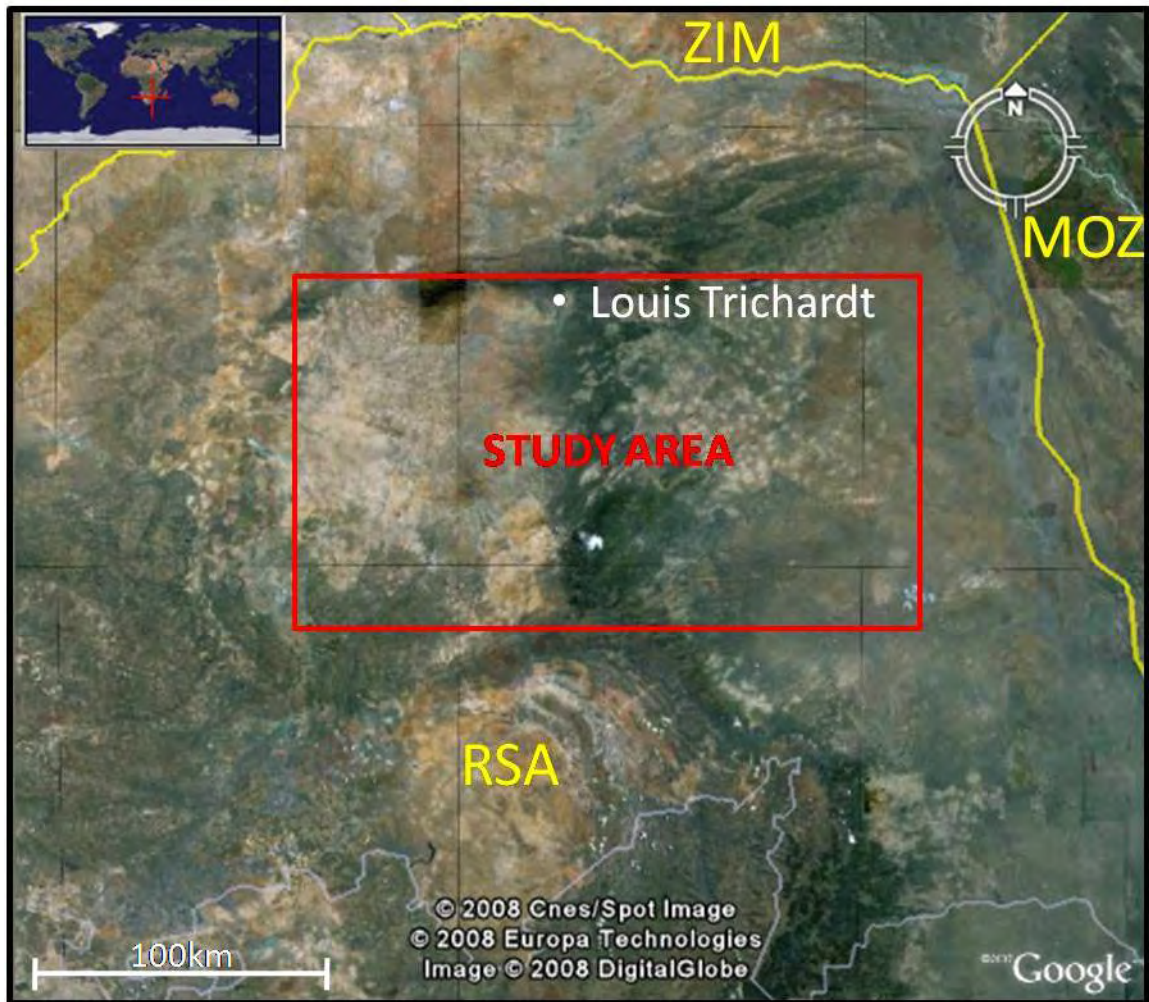 ZIM
N
MOZ
• Louis Trichardt
STUDY AREA
RSA
© 2008 Cnes/Spot Image
© 2008 Europa Technologies
Image © 2008 DigitalGlobe
100km
Google